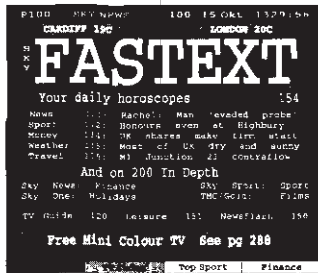 P100 SKY NEWS 100 15 Okt 1329:56
CARDIFF 19C LONDON 20C
SKY FASTEXT
Your daily horoscopes 154
News Rachel: Man 'evaded probe'
Sport Honours even at Highbury
Money UK shares make firm start
Weather Most of UK dry and sunny
Travel M1 Junction 21 contraflow
And on 200 In Depth
Sky News: Finance Sky Sport: Sport
Sky One: Holidays TMC/Gold: Films
TV Guide 120 Leisure 151 Newsflash 150
Free Mini Colour TV See pg 288
Top Sport Finance